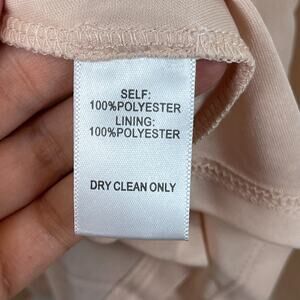 SELF:
100%POLYESTER
LINING:
100%POLYESTER
DRY CLEAN ONLY